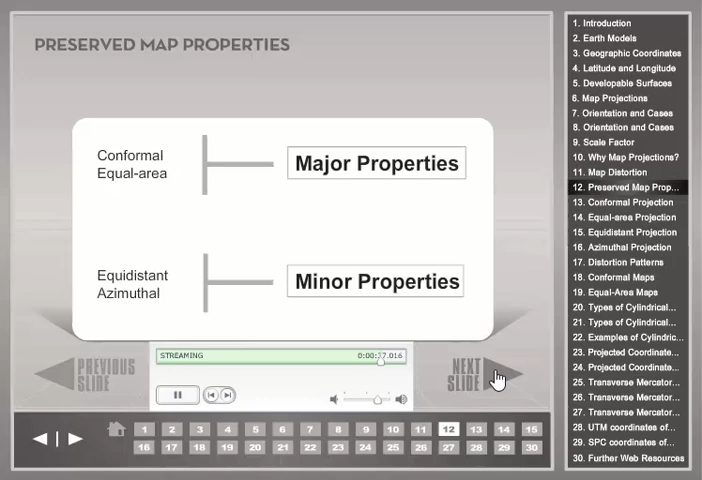 PRESERVED MAP PROPERTIES
Conformal
Equal-area
Major Properties
Equidistant
Azimuthal
Minor Properties
STREAMING
PREVIOUS
SLIDE
NEXT
SLIDE
1 2 3 4 5 6 7 8 9 10 11 12 13 14 15
16 17 18 19 20 21 22 23 24 25 26 27 28 29 30
1. Introduction
2. Earth Models
3. Geographic Coordinates
4. Latitude and Longitude
5. Developable Surfaces
6. Map Projections
7. Orientation and Cases
8. Orientation and Cases
9. Scale Factor
10. Why Map Projections?
11. Map Distortion
12. Preserved Map Prop...
13. Conformal Projection
14. Equal-area Projection
15. Equidistant Projection
16. Azimuthal Projection
17. Distortion Patterns
18. Conformal Maps
19. Equal-Area Maps
20. Types of Cylindrical...
21. Types of Cylindrical...
22. Examples of Cylindric...
23. Projected Coordinate...
24. Projected Coordinate...
25. Transverse Mercator...
26. Transverse Mercator...
27. Transverse Mercator...
28. UTM coordinates of...
29. SPC coordinates of...
30. Further Web Resources